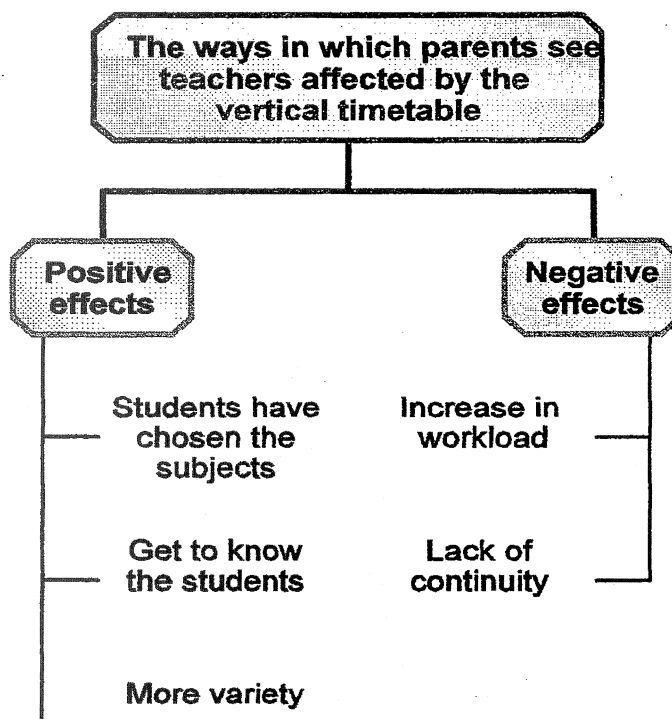 The ways in which parents see
teachers affected by the
vertical timetable
Positive
effects
Negative
effects
Students have
chosen the
subjects
Increase in
workload
Get to know
the students
Lack of
continuity
More variety